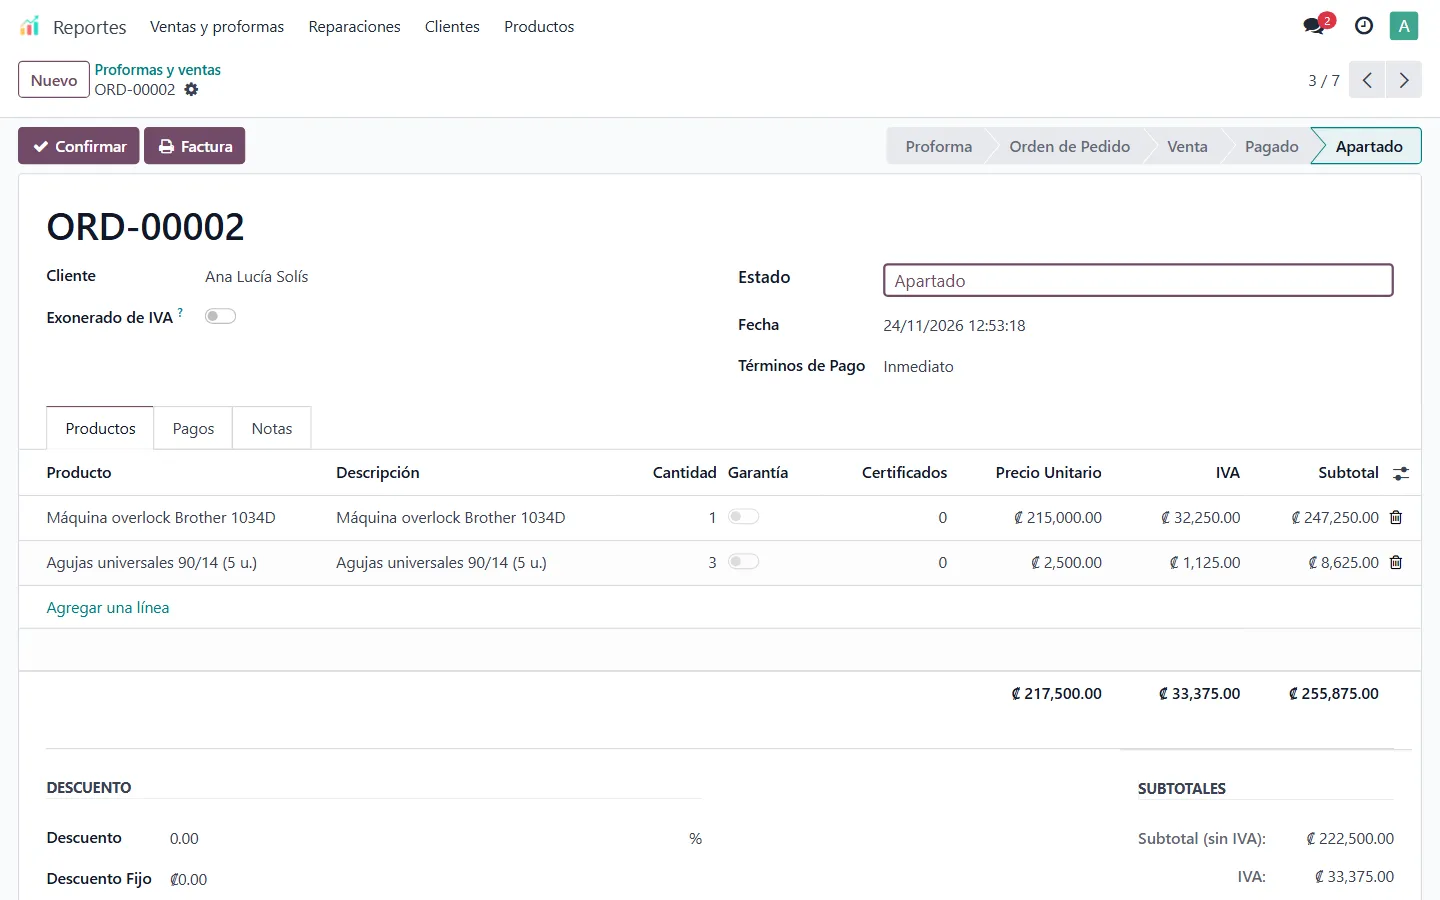 Reportes Ventas y proformas Reparaciones Clientes Productos 2 A
Nuevo Proformas y ventas
ORD-00002 3 / 7
Confirmar Factura Proforma Orden de Pedido Venta Pagado Apartado
ORD-00002
Cliente Ana Lucía Solís
Exonerado de IVA ?
Estado Apartado
Fecha 24/11/2026 12:53:18
Términos de Pago Inmediato
Productos Pagos Notas
Producto Descripción Cantidad Garantía Certificados Precio Unitario IVA Subtotal
Máquina overlock Brother 1034D Máquina overlock Brother 1034D 1 0 ₡ 215,000.00 ₡ 32,250.00 ₡ 247,250.00
Agujas universales 90/14 (5 u.) Agujas universales 90/14 (5 u.) 3 0 ₡ 2,500.00 ₡ 1,125.00 ₡ 8,625.00
Agregar una línea
₡ 217,500.00 ₡ 33,375.00 ₡ 255,875.00
DESCUENTO
Descuento 0.00 %
Descuento Fijo ₡0.00
SUBTOTALES
Subtotal (sin IVA): ₡ 222,500.00
IVA: ₡ 33,375.00